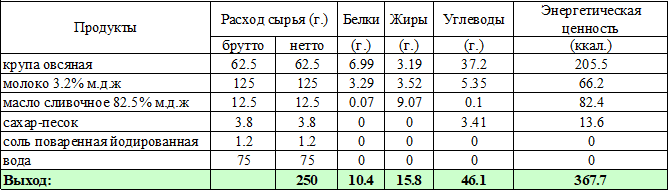 Продукты Расход сырья (г.) Белки Жиры Углеводы Энергетическая ценность
брутто нетто (г.) (г.) (г.) (ккал.)
крупа овсяная 62.5 62.5 6.99 3.19 37.2 205.5
молоко 3.2% м.д.ж 125 125 3.29 3.52 5.35 66.2
масло сливочное 82.5% м.д.ж 12.5 12.5 0.07 9.07 0.1 82.4
сахар-песок 3.8 3.8 0 0 3.41 13.6
соль поваренная йодированная 1.2 1.2 0 0 0 0
вода 75 75 0 0 0 0
Выход: 250 10.4 15.8 46.1 367.7